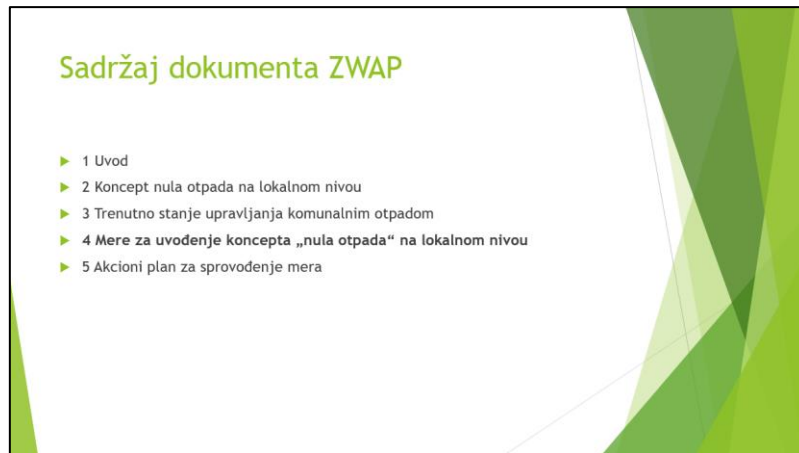 Sadržaj dokumenta ZWAP
1 Uvod
2 Koncept nula otpada na lokalnom nivou
3 Trenutno stanje upravljanja komunalnim otpadom
4 Mere za uvođenje koncepta „nula otpada“ na lokalnom nivou
5 Akcioni plan za sprovođenje mera